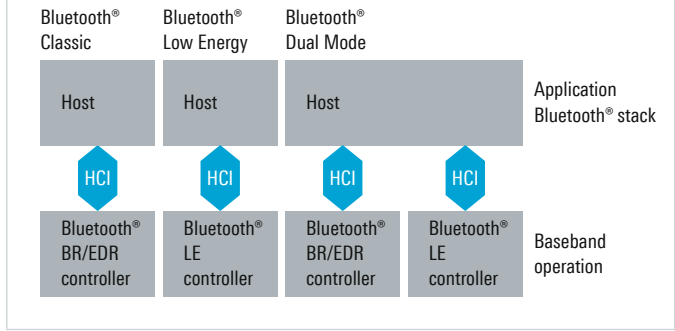 Bluetooth®
Classic
Bluetooth®
Low Energy
Bluetooth®
Dual Mode
Host
Host
Host
Application
Bluetooth® stack
HCI
HCI
HCI
HCI
Bluetooth®
BR/EDR
controller
Bluetooth®
LE
controller
Bluetooth®
BR/EDR
controller
Bluetooth®
LE
controller
Baseband
operation